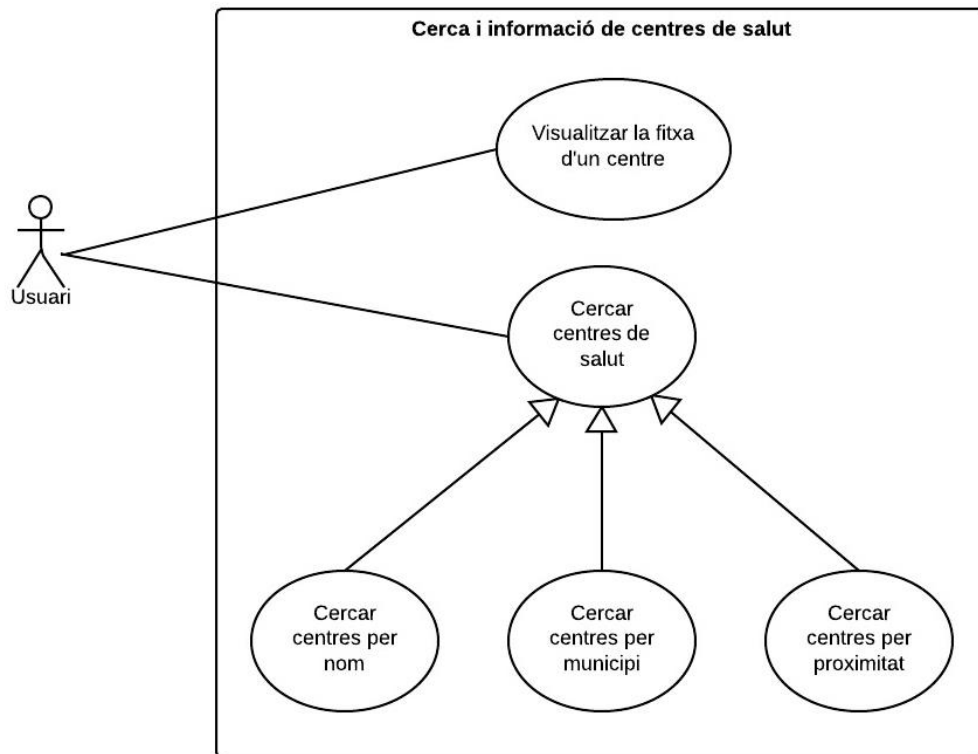 Cerca i informació de centres de salut
Visualitzar la fitxa
d'un centre
Usuari
Cercar
centres de
salut
Cercar
centres per
nom
Cercar
centres per
municipi
Cercar
centres per
proximitat